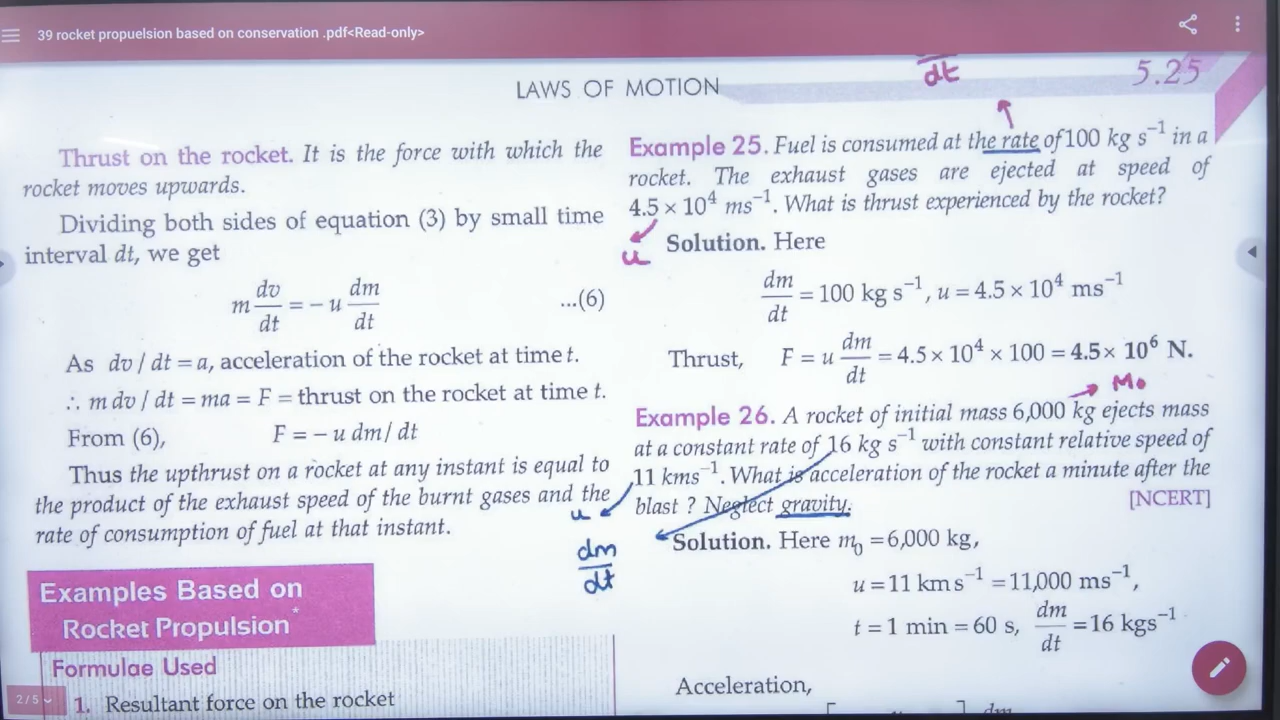 39 rocket propuelsion based on conservation .pdf<Read-only>
LAWS OF MOTION
dt
5.25
Thrust on the rocket. It is the force with which the
rocket moves upwards.
Dividing both sides of equation (3) by small time
interval dt, we get
m dv/dt = − u dm/dt ...(6)
As dv / dt = a, acceleration of the rocket at time t.
∴ m dv / dt = ma = F = thrust on the rocket at time t.
From (6), F = − u dm/ dt
Thus the upthrust on a rocket at any instant is equal to
the product of the exhaust speed of the burnt gases and the
rate of consumption of fuel at that instant.
Examples Based on
Rocket Propulsion*
Formulae Used
1. Resultant force on the rocket
2 / 5
Example 25. Fuel is consumed at the rate of 100 kg s⁻¹ in a
rocket. The exhaust gases are ejected at speed of
4.5 × 10⁴ ms⁻¹. What is thrust experienced by the rocket?
u
Solution. Here
dm/dt = 100 kg s⁻¹, u = 4.5 × 10⁴ ms⁻¹
Thrust, F = u dm/dt = 4.5 × 10⁴ × 100 = 4.5 × 10⁶ N.
M₀
Example 26. A rocket of initial mass 6,000 kg ejects mass
at a constant rate of 16 kg s⁻¹ with constant relative speed of
11 kms⁻¹. What is acceleration of the rocket a minute after the
blast ? Neglect gravity. [NCERT]
u
dm/dt
Solution. Here m₀ = 6,000 kg,
u = 11 km s⁻¹ = 11,000 ms⁻¹,
t = 1 min = 60 s, dm/dt = 16 kgs⁻¹
Acceleration,
dm